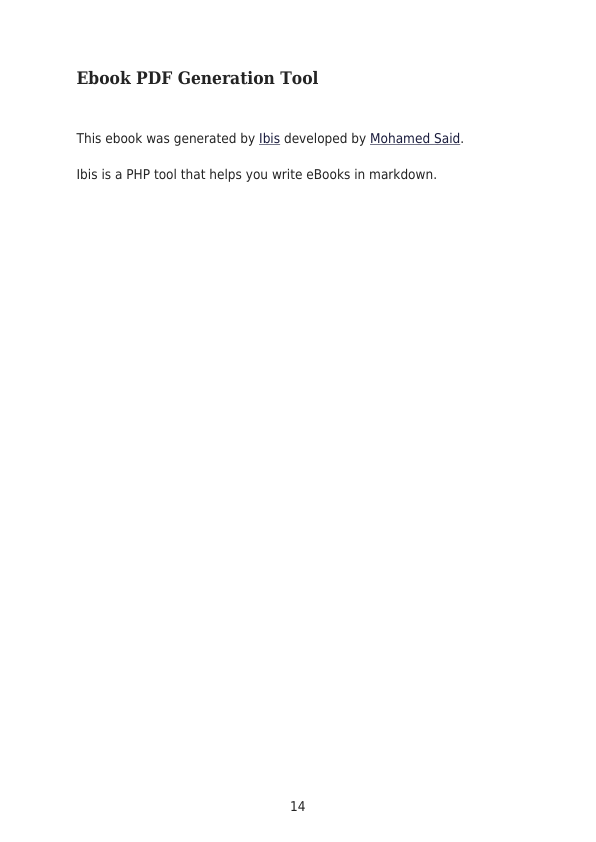 Ebook PDF Generation Tool
This ebook was generated by Ibis developed by Mohamed Said.
Ibis is a PHP tool that helps you write eBooks in markdown.
14